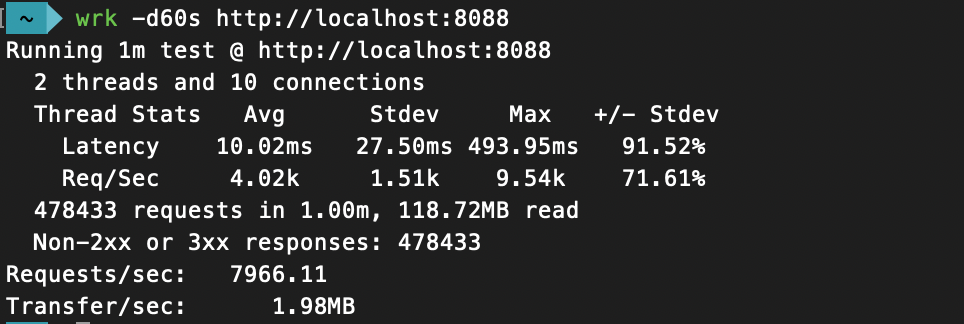 ~ wrk -d60s http://localhost:8088
Running 1m test @ http://localhost:8088
  2 threads and 10 connections
  Thread Stats   Avg      Stdev     Max   +/- Stdev
    Latency    10.02ms   27.50ms 493.95ms   91.52%
    Req/Sec     4.02k     1.51k    9.54k    71.61%
  478433 requests in 1.00m, 118.72MB read
  Non-2xx or 3xx responses: 478433
Requests/sec:   7966.11
Transfer/sec:      1.98MB